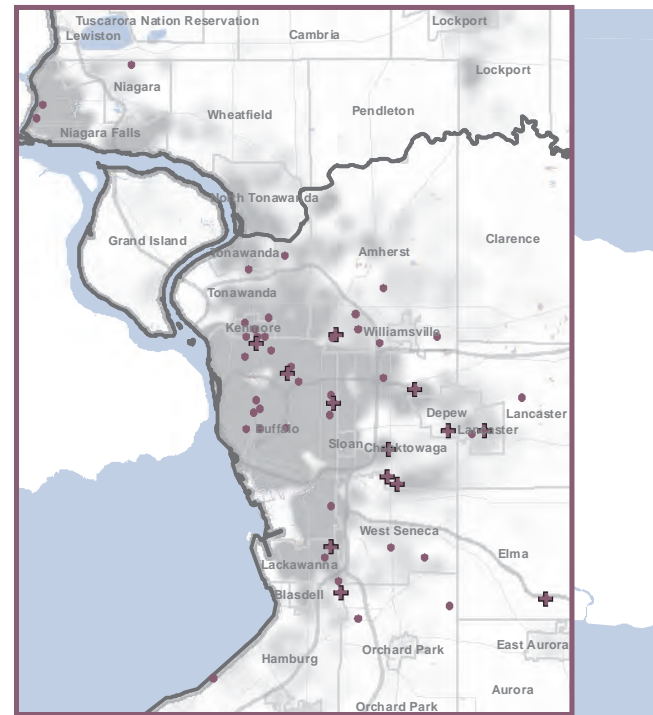 Tuscarora Nation Reservation
Lockport
Lewiston
Cambria
Lockport
Niagara
Pendleton
Wheatfield
Niagara Falls
North Tonawanda
Grand Island
Clarence
Tonawanda
Amherst
Tonawanda
Kenmore
Williamsville
Depew
Lancaster
Buffalo
Lancaster
Sloan
Cheektowaga
West Seneca
Elma
Lackawanna
Blasdell
East Aurora
Orchard Park
Hamburg
Aurora
Orchard Park